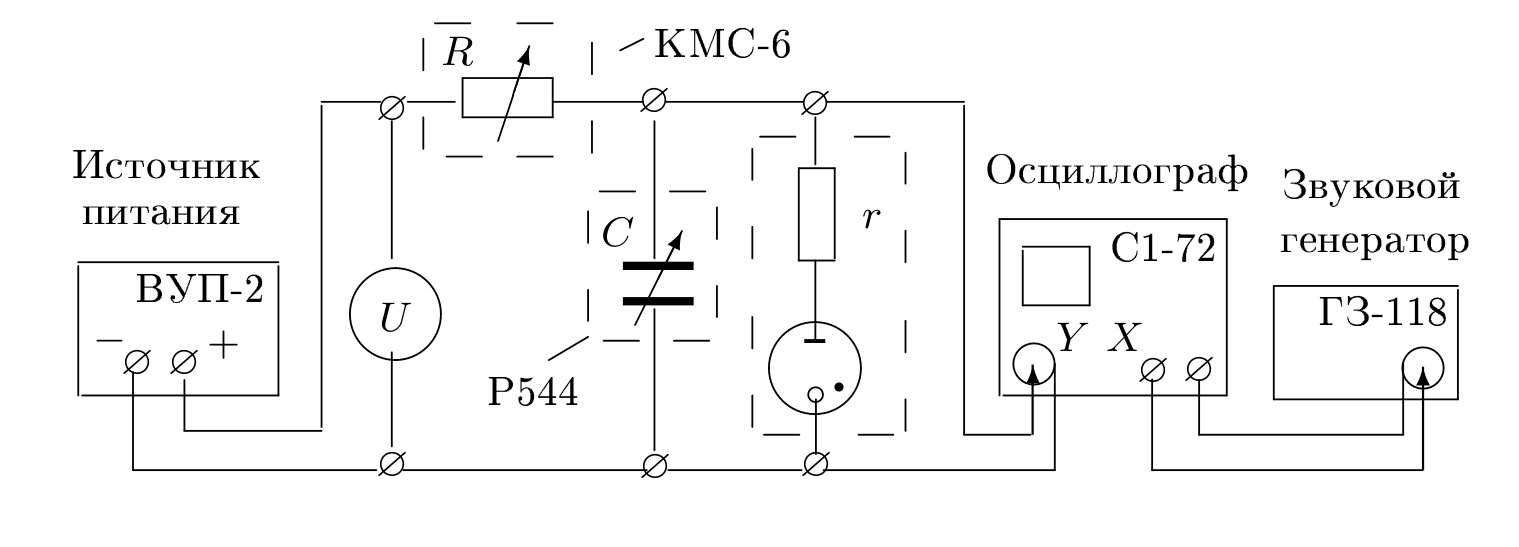 R
КМС-6
Источник
питания
ВУП-2
− +
U
C
Р544
r
Осциллограф
С1-72
Y X
Звуковой
генератор
ГЗ-118